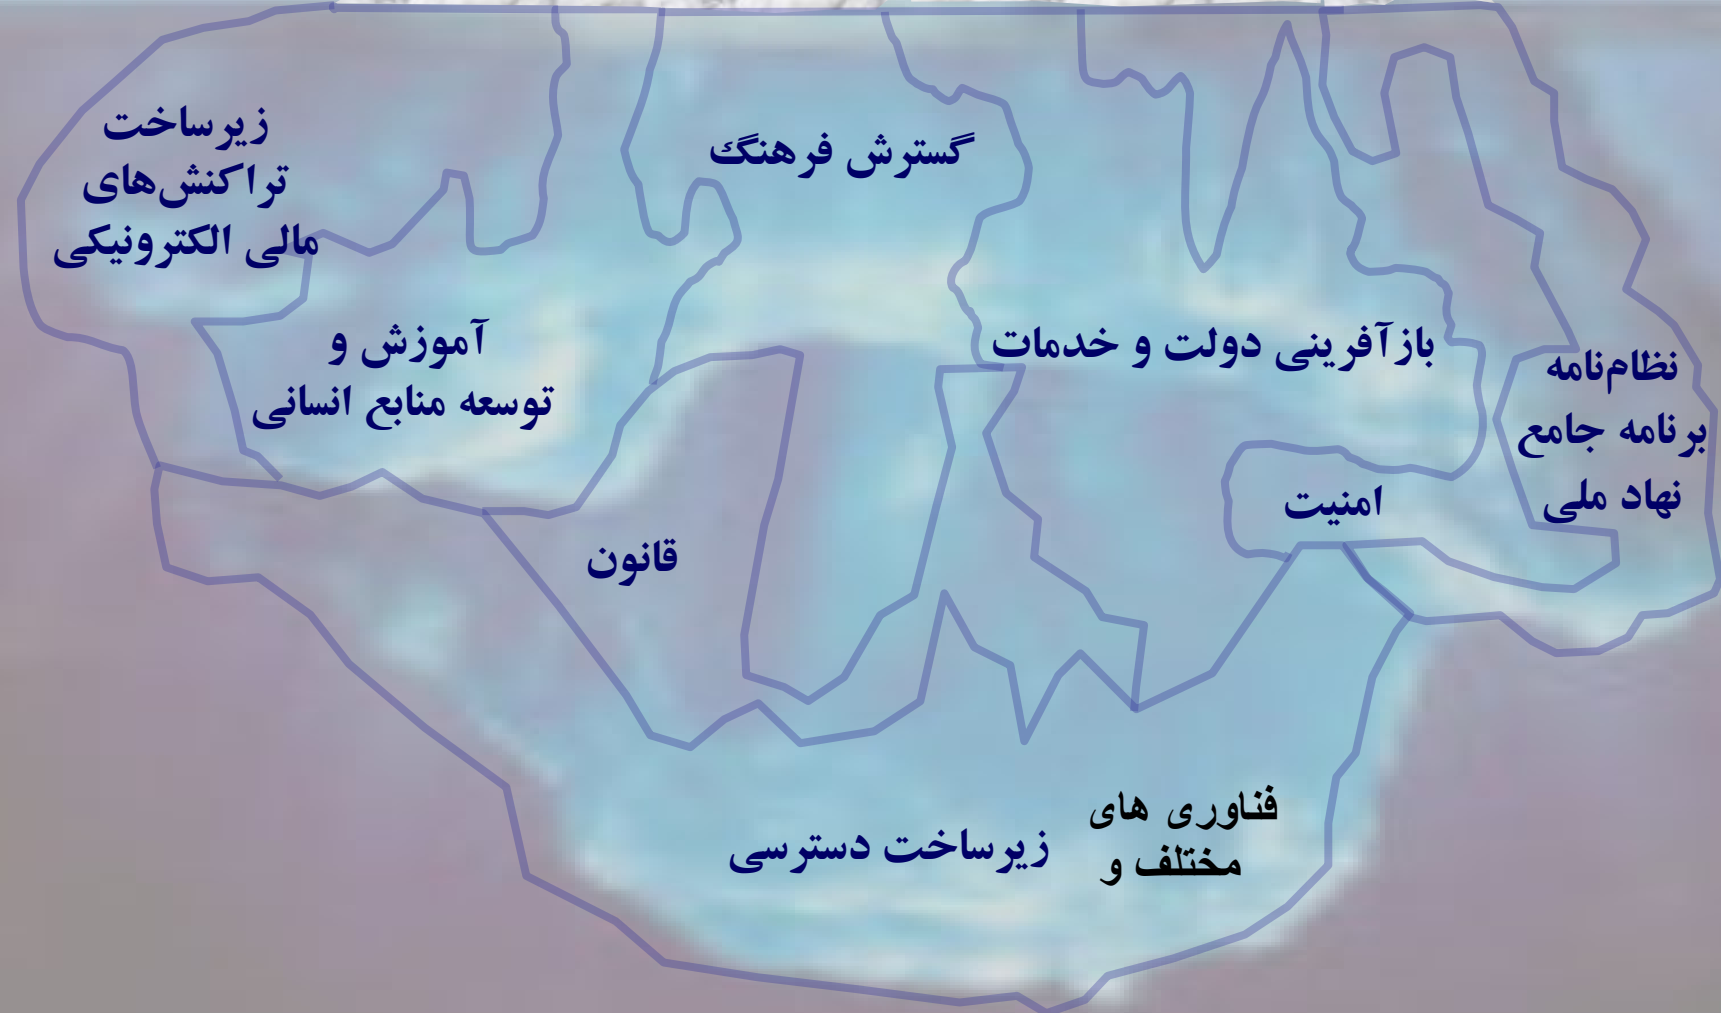 گسترش فرهنگ
زیرساخت
تراکنش‌های
مالی الکترونیکی
بازآفرینی دولت و خدمات
آموزش و
توسعه منابع انسانی
نظام‌نامه
برنامه جامع
نهاد ملی
امنیت
قانون
فناوری های
مختلف و
زیرساخت دسترسی